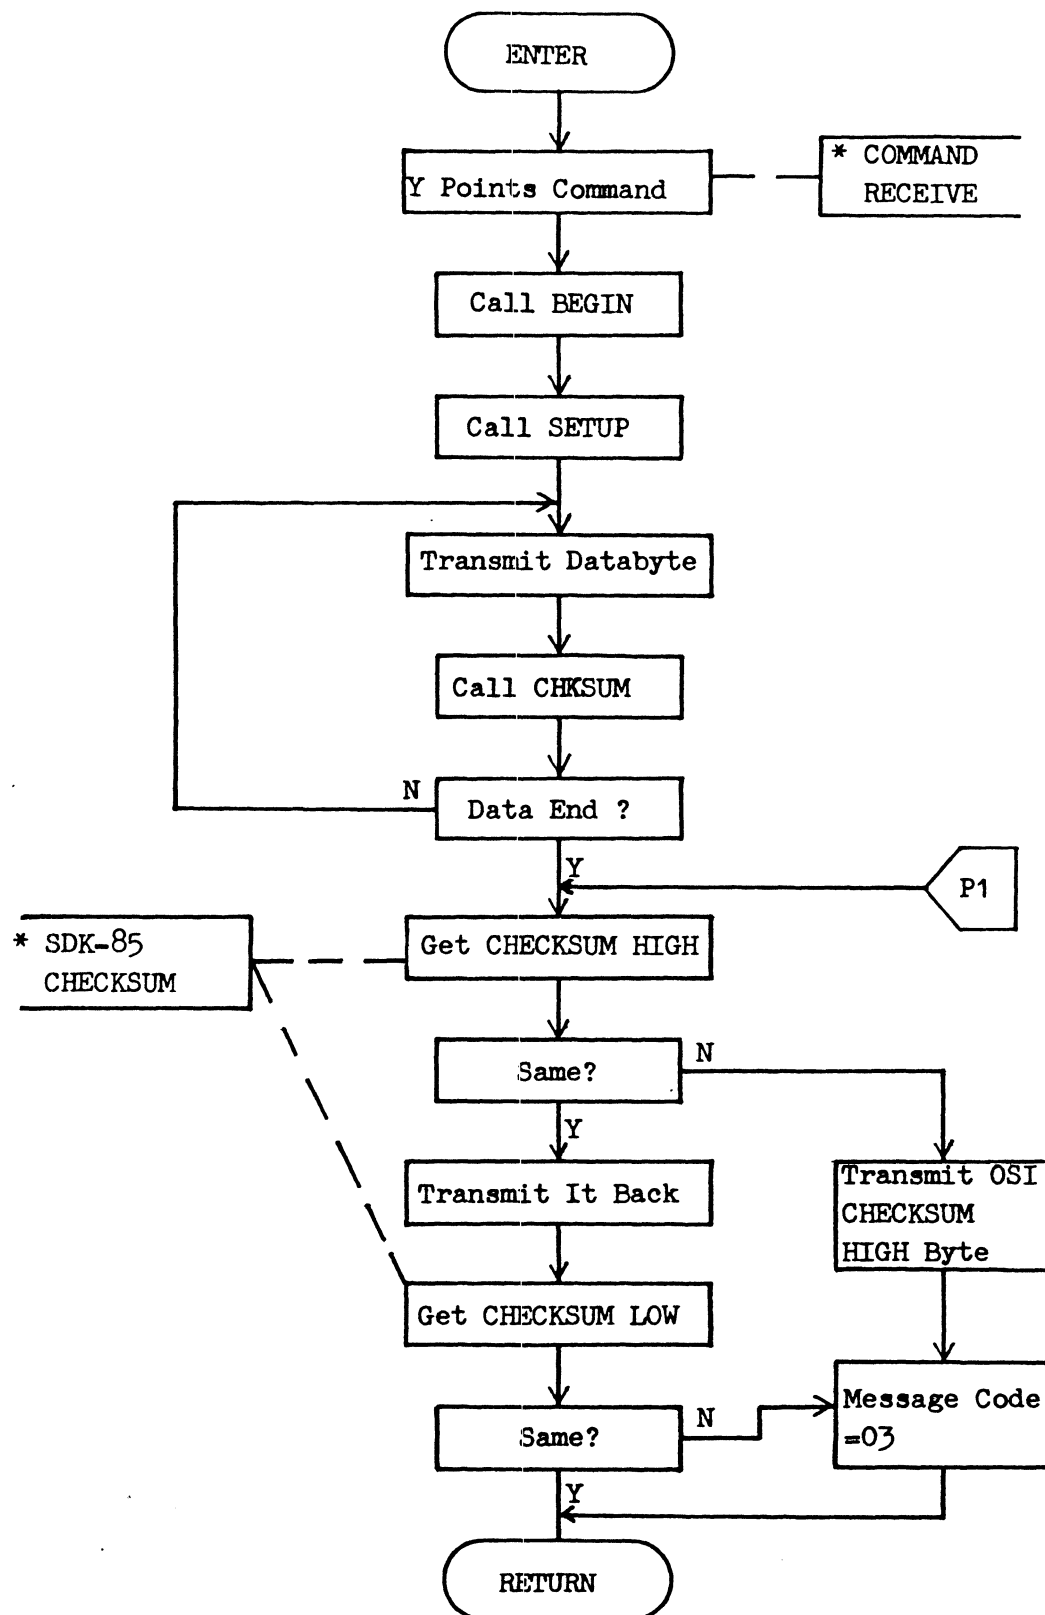 ENTER
Y Points Command
* COMMAND
RECEIVE
Call BEGIN
Call SETUP
Transmit Databyte
Call CHKSUM
N
Data End ?
Y
P1
* SDK-85
CHECKSUM
Get CHECKSUM HIGH
Same?
N
Y
Transmit It Back
Transmit OSI
CHECKSUM
HIGH Byte
Get CHECKSUM LOW
Same?
N
Message Code
=03
Y
RETURN